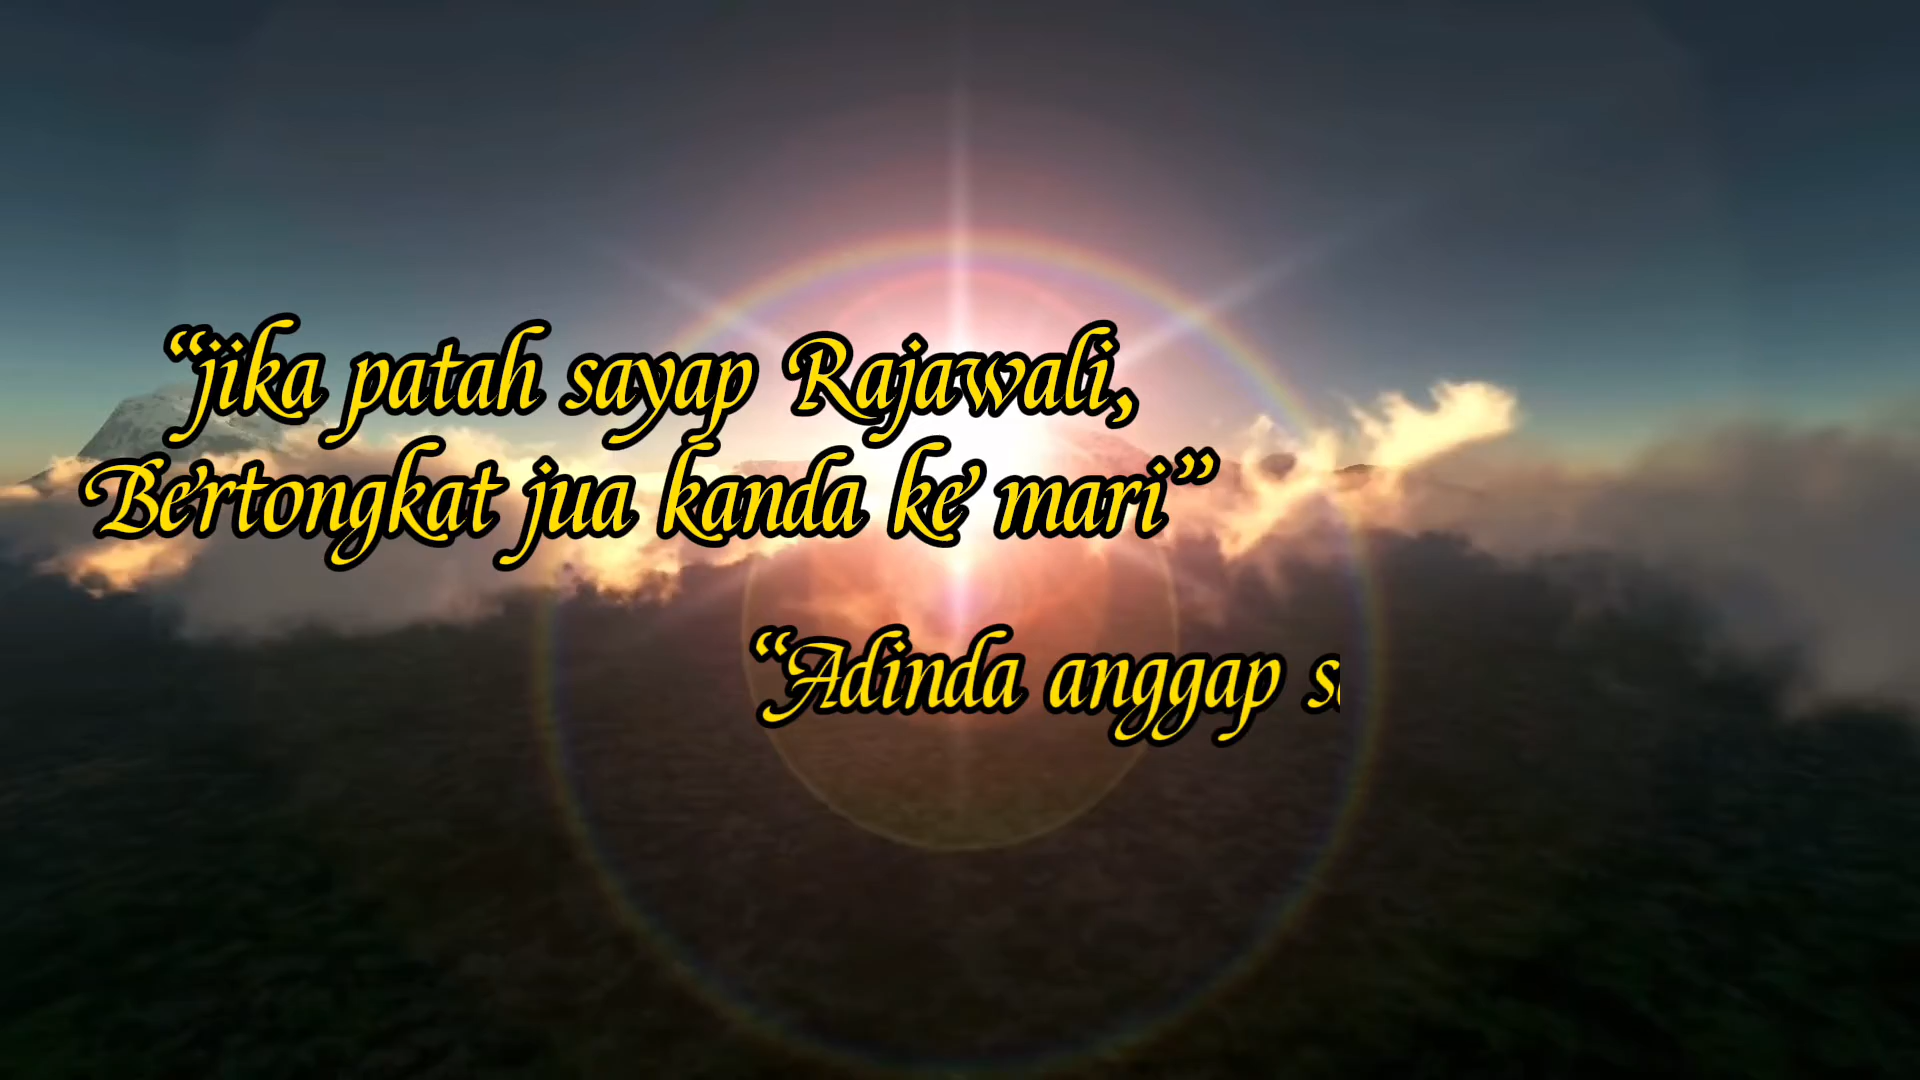 “jika patah sayap Rajawali,
Bertongkat jua kanda ke mari”
“Adinda anggap